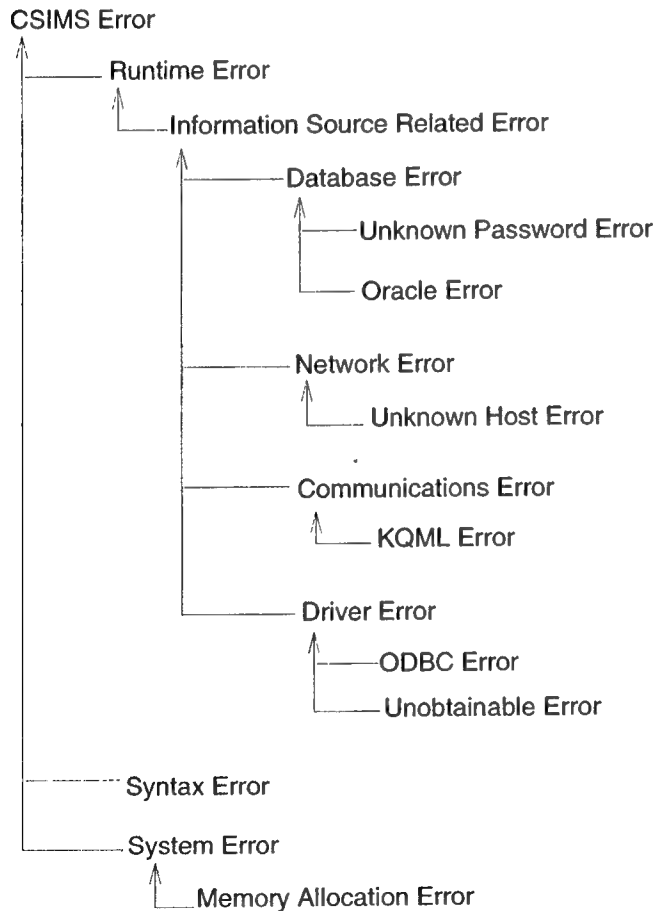 CSIMS Error
Runtime Error
Information Source Related Error
Database Error
Unknown Password Error
Oracle Error
Network Error
Unknown Host Error
Communications Error
KQML Error
Driver Error
ODBC Error
Unobtainable Error
Syntax Error
System Error
Memory Allocation Error